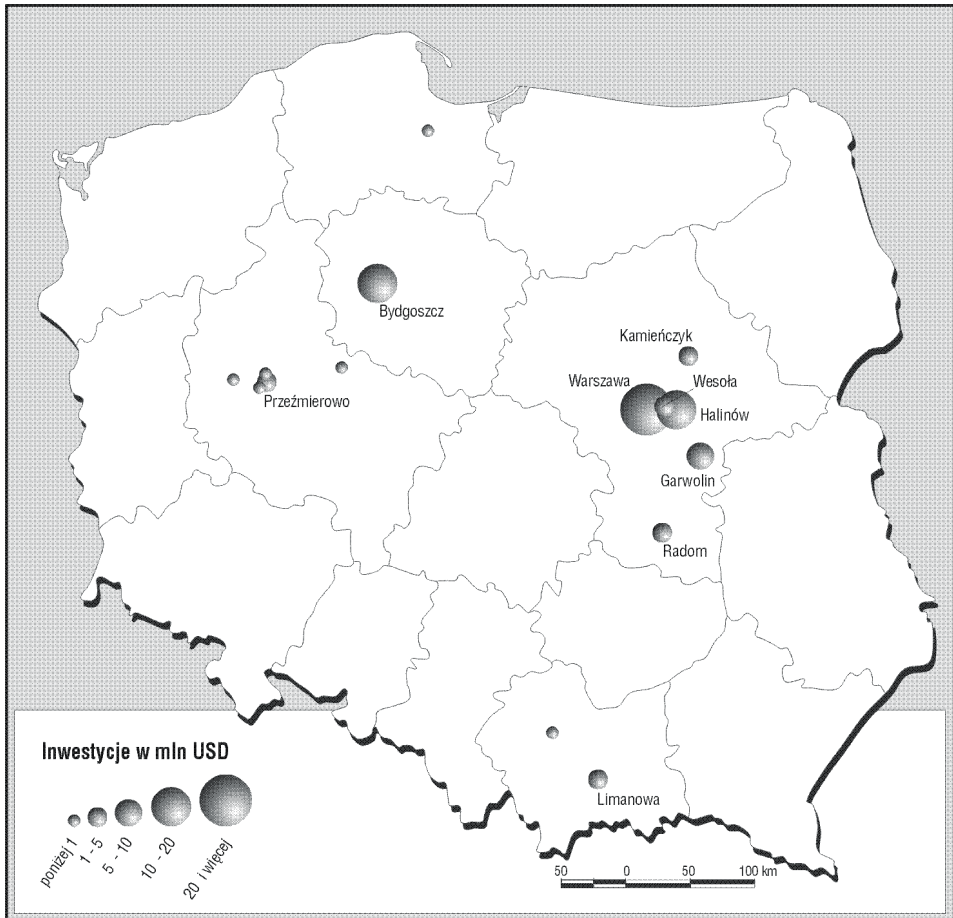 Bydgoszcz
Kamieńczyk
Warszawa
Wesoła
Przeźmierowo
Halinów
Garwolin
Radom
Limanowa
Inwestycje w mln USD
poniżej 1
1 - 5
5 - 10
10 - 20
20 i więcej
50 0 50 100 km